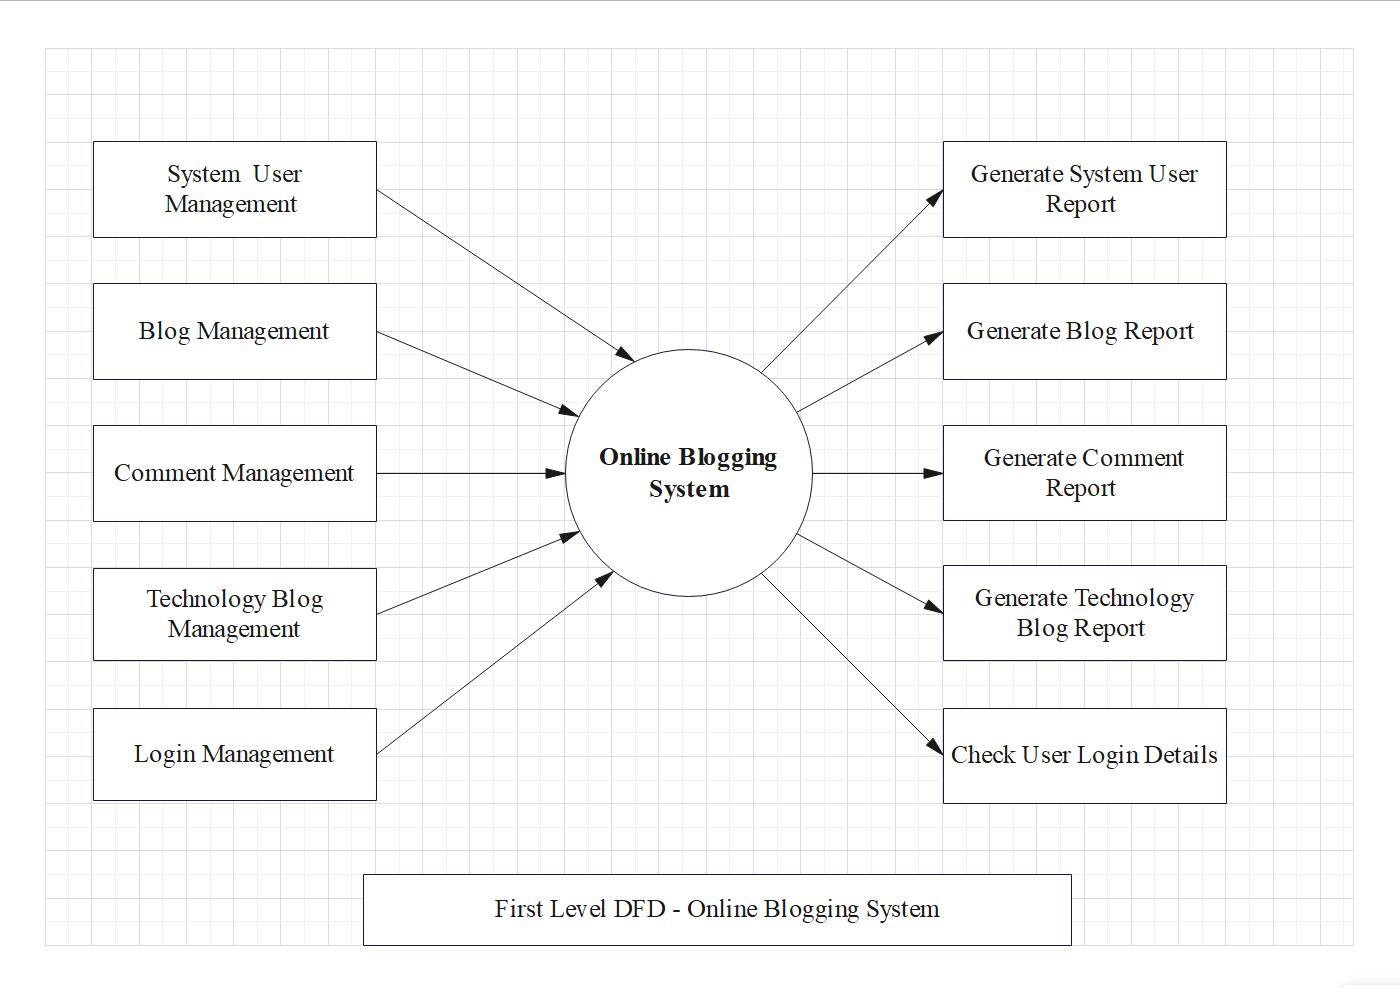 System  User
Management
Blog Management
Comment Management
Technology Blog
Management
Login Management
Online Blogging
System
Generate System User
Report
Generate Blog Report
Generate Comment
Report
Generate Technology
Blog Report
Check User Login Details
First Level DFD - Online Blogging System